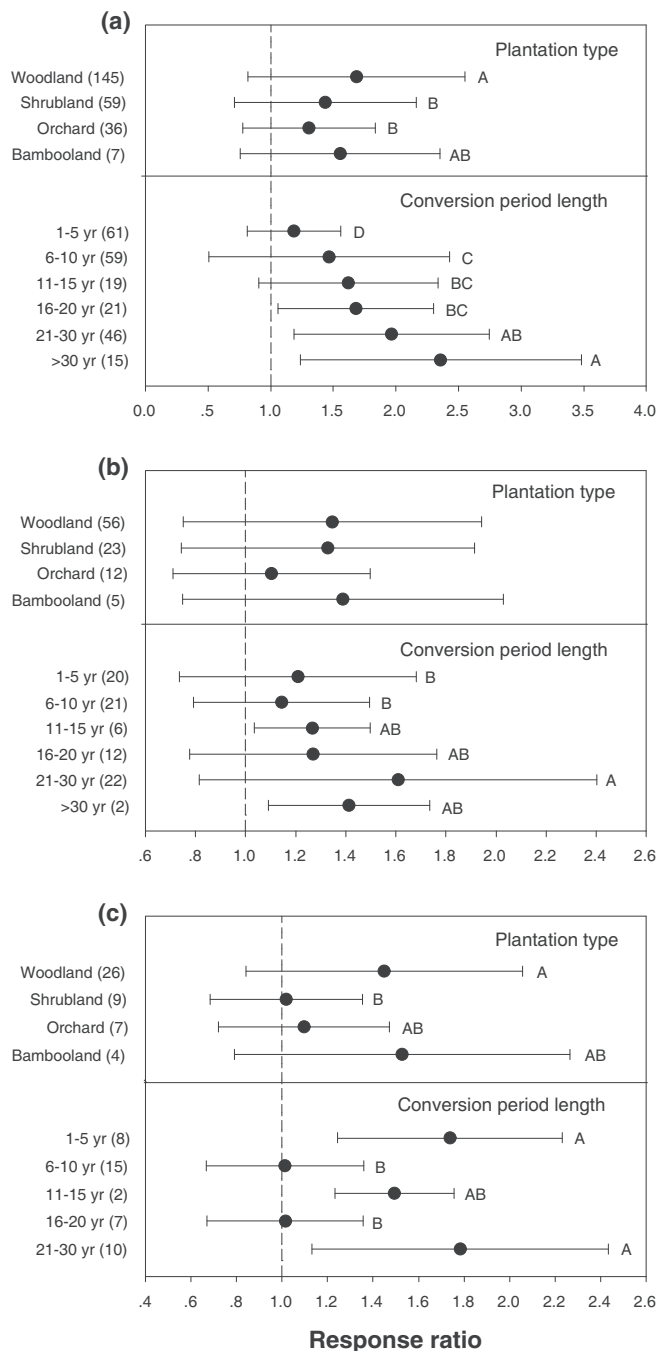 (a)
Plantation type
Woodland (145) A
Shrubland (59) B
Orchard (36) B
Bambooland (7) AB
Conversion period length
1-5 yr (61) D
6-10 yr (59) C
11-15 yr (19) BC
16-20 yr (21) BC
21-30 yr (46) AB
>30 yr (15) A
0.0 .5 1.0 1.5 2.0 2.5 3.0 3.5 4.0
(b)
Plantation type
Woodland (56)
Shrubland (23)
Orchard (12)
Bambooland (5)
Conversion period length
1-5 yr (20) B
6-10 yr (21) B
11-15 yr (6) AB
16-20 yr (12) AB
21-30 yr (22) A
>30 yr (2) AB
.6 .8 1.0 1.2 1.4 1.6 1.8 2.0 2.2 2.4 2.6
(c)
Plantation type
Woodland (26) A
Shrubland (9) B
Orchard (7) AB
Bambooland (4) AB
Conversion period length
1-5 yr (8) A
6-10 yr (15) B
11-15 yr (2) AB
16-20 yr (7) B
21-30 yr (10) A
.4 .6 .8 1.0 1.2 1.4 1.6 1.8 2.0 2.2 2.4 2.6
Response ratio